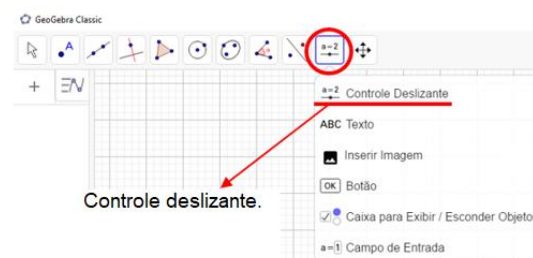 GeoGebra Classic
A
a=2
a=2 Controle Deslizante
ABC Texto
Inserir Imagem
OK Botão
Caixa para Exibir / Esconder Objeto
a=1 Campo de Entrada
Controle deslizante.